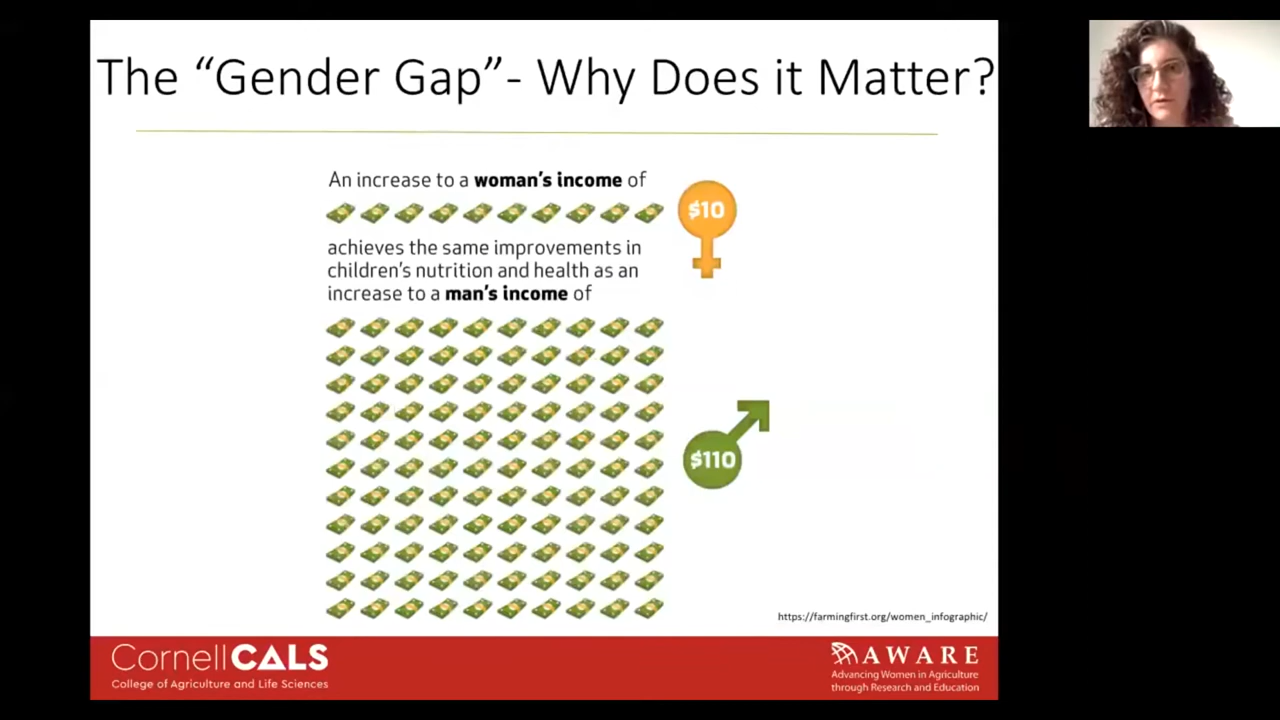 The “Gender Gap”- Why Does it Matter?
An increase to a woman’s income of
$10
achieves the same improvements in
children’s nutrition and health as an
increase to a man’s income of
$110
https://farmingfirst.org/women_infographic/
CornellCALS
College of Agriculture and Life Sciences
AWARE
Advancing Women in Agriculture
through Research and Education